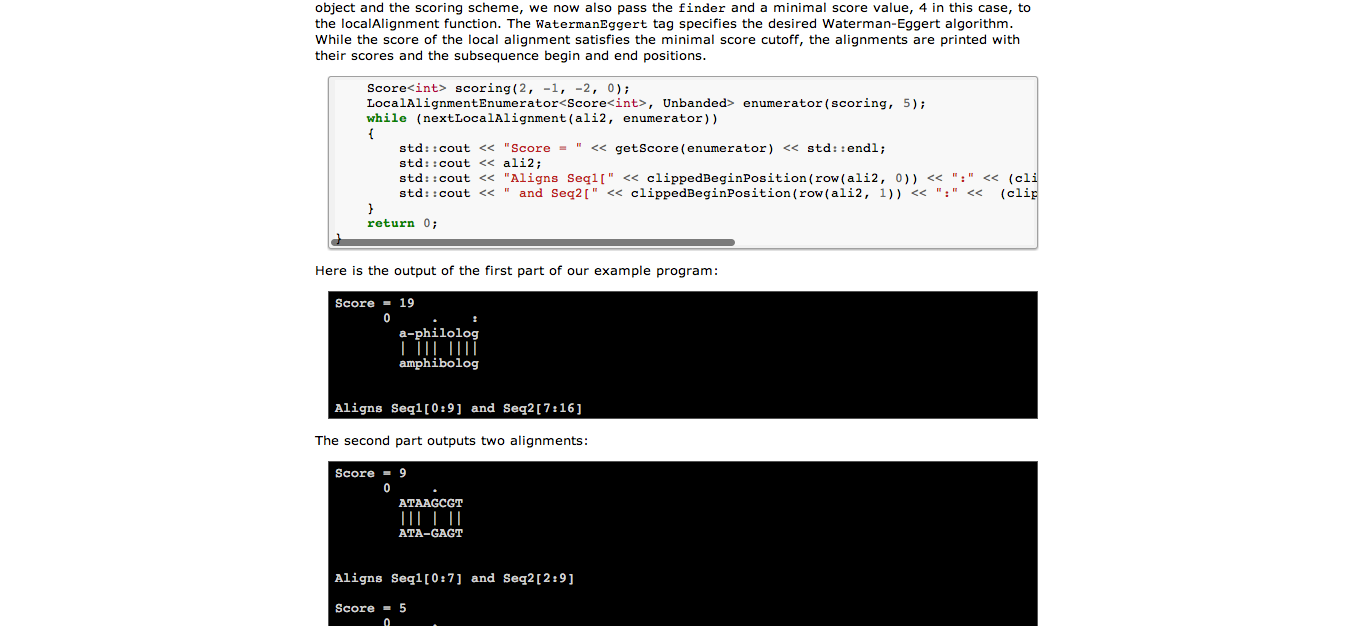 object and the scoring scheme, we now also pass the finder and a minimal score value, 4 in this case, to
the localAlignment function. The WatermanEggert tag specifies the desired Waterman-Eggert algorithm.
While the score of the local alignment satisfies the minimal score cutoff, the alignments are printed with
their scores and the subsequence begin and end positions.
Score<int> scoring(2, -1, -2, 0);
LocalAlignmentEnumerator<Score<int>, Unbanded> enumerator(scoring, 5);
while (nextLocalAlignment(ali2, enumerator))
{
std::cout << "Score = " << getScore(enumerator) << std::endl;
std::cout << ali2;
std::cout << "Aligns Seq1[" << clippedBeginPosition(row(ali2, 0)) << ":" << (cli
std::cout << " and Seq2[" << clippedBeginPosition(row(ali2, 1)) << ":" <<  (clip
}
return 0;
}
Here is the output of the first part of our example program:
Score = 19
0     .    :
a-philolog
| ||| ||||
amphibolog
Aligns Seq1[0:9] and Seq2[7:16]
The second part outputs two alignments:
Score = 9
0     .
ATAAGCGT
||| | ||
ATA-GAGT
Aligns Seq1[0:7] and Seq2[2:9]
Score = 5
0     .